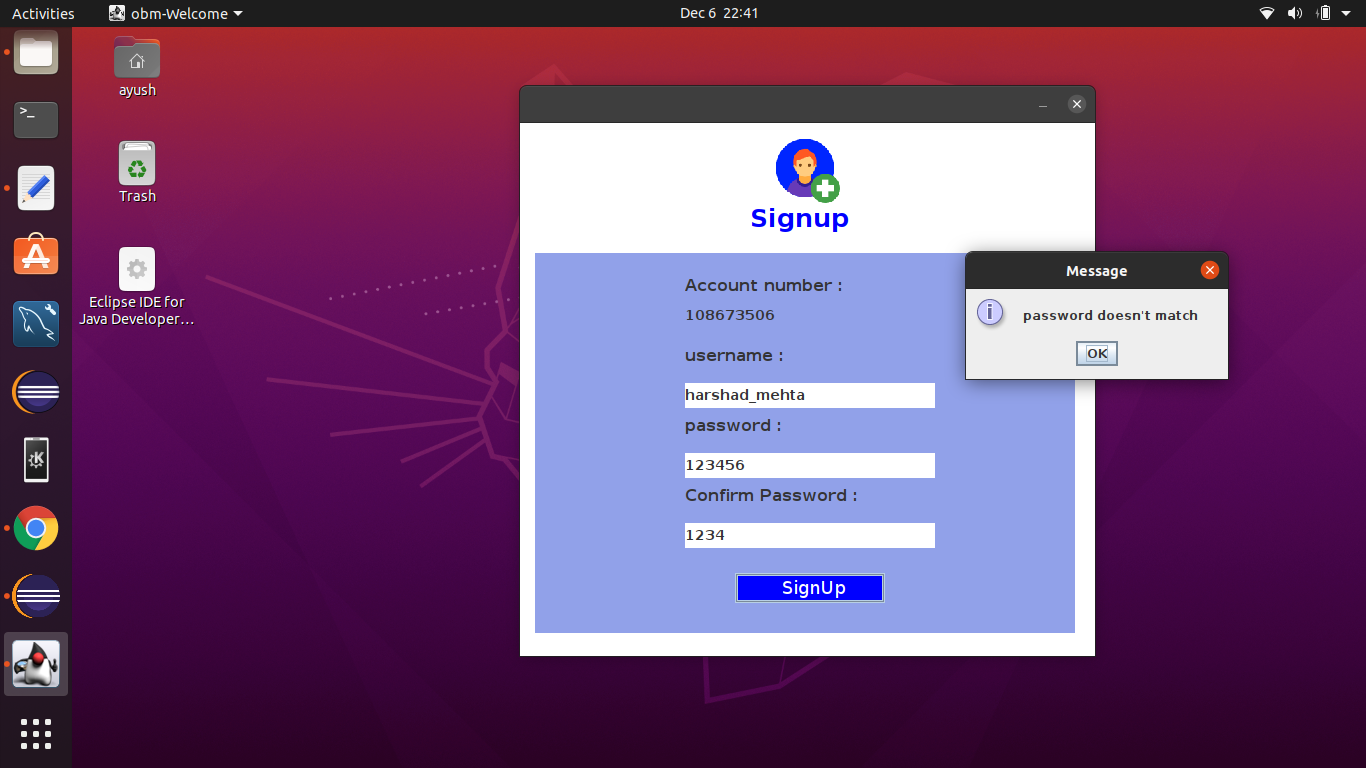 Activities
obm-Welcome
Dec 6 22:41
ayush
Trash
Eclipse IDE for
Java Developer…
>_
A
K
Signup
Account number :
108673506
username :
harshad_mehta
password :
123456
Confirm Password :
1234
SignUp
Message
i
password doesn't match
OK